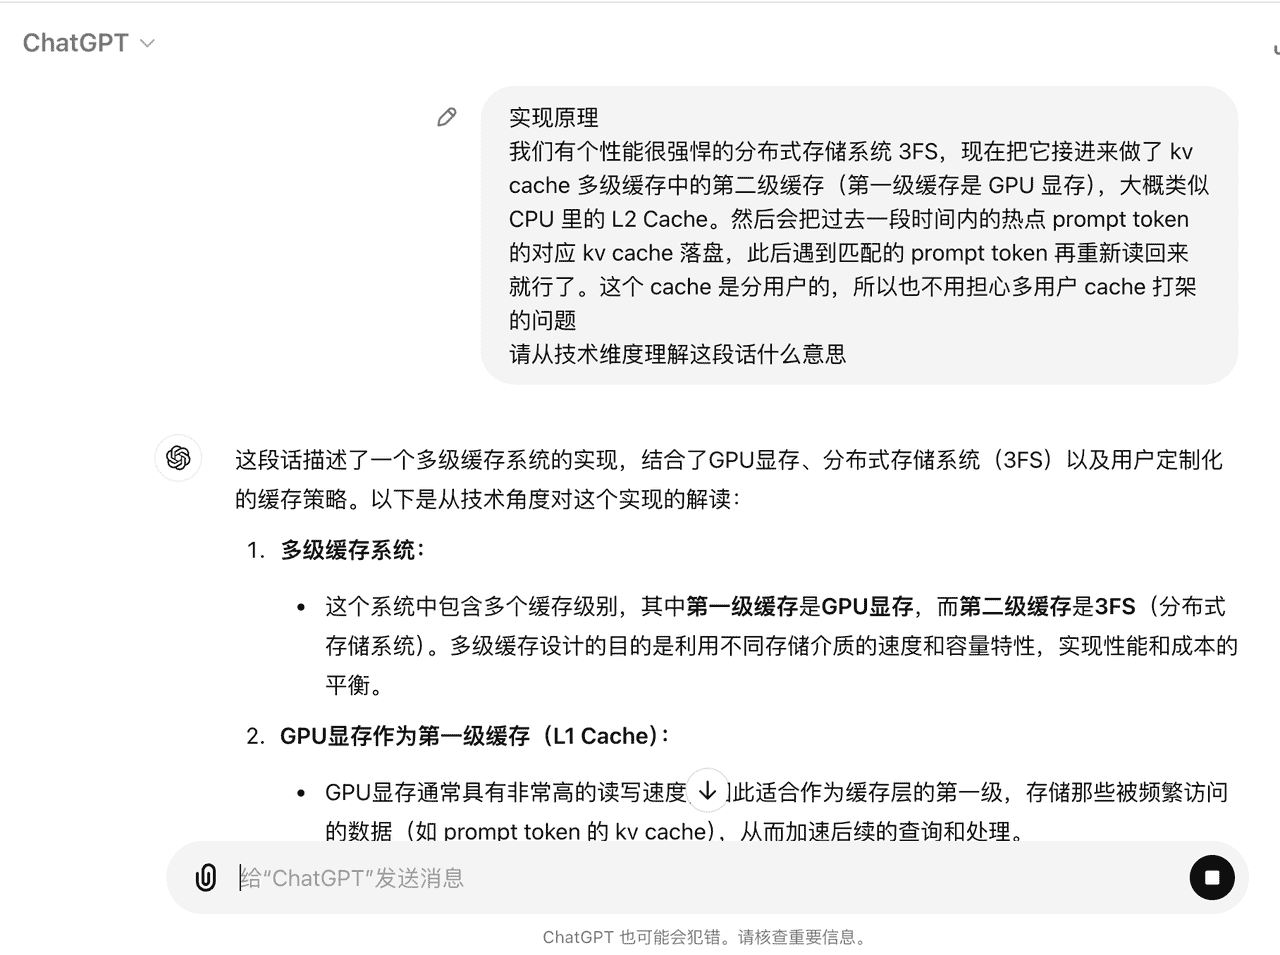 ChatGPT
实现原理
我们有个性能很强悍的分布式存储系统 3FS，现在把它接进来做了 kv
cache 多级缓存中的第二级缓存（第一级缓存是 GPU 显存），大概类似
CPU 里的 L2 Cache。然后会把过去一段时间内的热点 prompt token
的对应 kv cache 落盘，此后遇到匹配的 prompt token 再重新读回来
就行了。这个 cache 是分用户的，所以也不用担心多用户 cache 打架
的问题
请从技术维度理解这段话什么意思
这段话描述了一个多级缓存系统的实现，结合了GPU显存、分布式存储系统（3FS）以及用户定制化
的缓存策略。以下是从技术角度对这个实现的解读：
1. 多级缓存系统：
• 这个系统中包含多个缓存级别，其中第一级缓存是GPU显存，而第二级缓存是3FS（分布式
存储系统）。多级缓存设计的目的是利用不同存储介质的速度和容量特性，实现性能和成本的
平衡。
2. GPU显存作为第一级缓存（L1 Cache）：
• GPU显存通常具有非常高的读写速度 此适合作为缓存层的第一级，存储那些被频繁访问
的数据（如 prompt token 的 kv cache），从而加速后续的查询和处理。
给“ChatGPT”发送消息
ChatGPT 也可能会犯错。请核查重要信息。